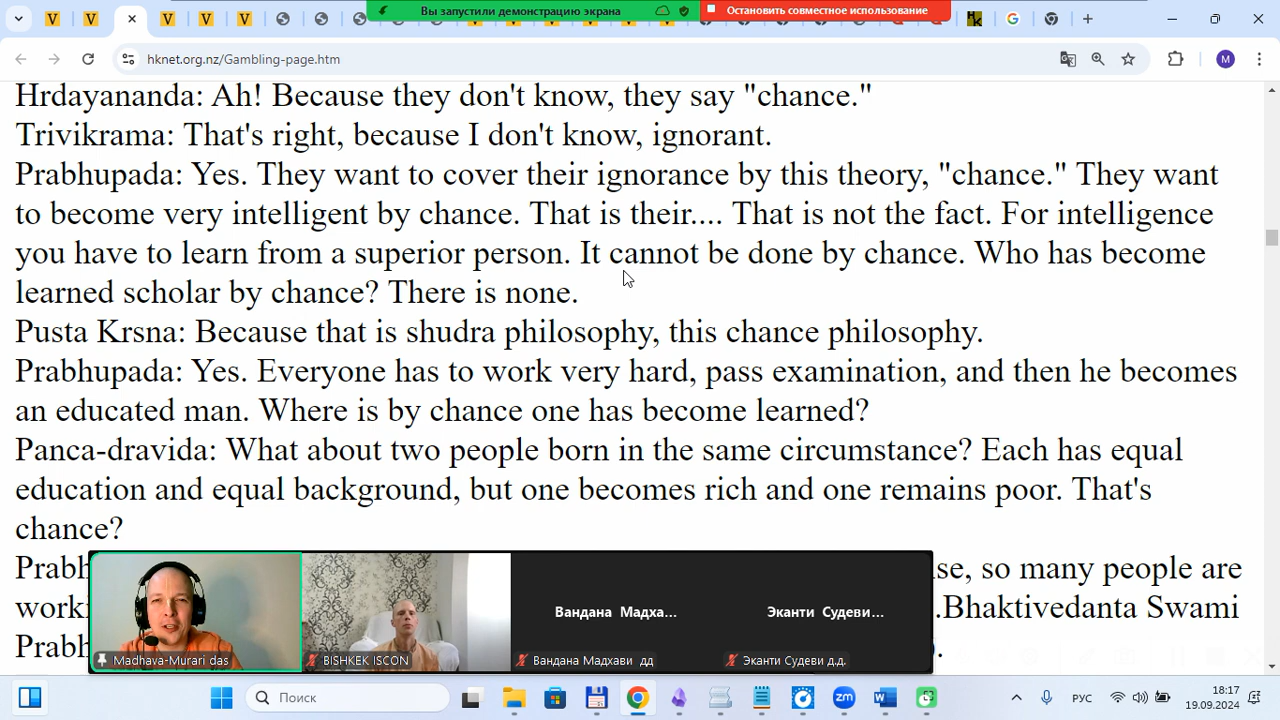 Вы запустили демонстрацию экрана
Остановить совместное использование
hknet.org.nz/Gambling-page.htm
M
Hrdayananda: Ah! Because they don't know, they say "chance."
Trivikrama: That's right, because I don't know, ignorant.
Prabhupada: Yes. They want to cover their ignorance by this theory, "chance." They want
to become very intelligent by chance. That is their.... That is not the fact. For intelligence
you have to learn from a superior person. It cannot be done by chance. Who has become
learned scholar by chance? There is none.
Pusta Krsna: Because that is shudra philosophy, this chance philosophy.
Prabhupada: Yes. Everyone has to work very hard, pass examination, and then he becomes
an educated man. Where is by chance one has become learned?
Panca-dravida: What about two people born in the same circumstance? Each has equal
education and equal background, but one becomes rich and one remains poor. That's
chance?
Prabh
se, so many people are
worki
.Bhaktivedanta Swami
Prabh
Вандана Мадха...
Эканти Судеви...
Madhava-Murari das
BISHKEK ISCON
Вандана Мадхави дд
Эканти Судеви д.д.
Поиск
zm
РУС
18:17
19.09.2024